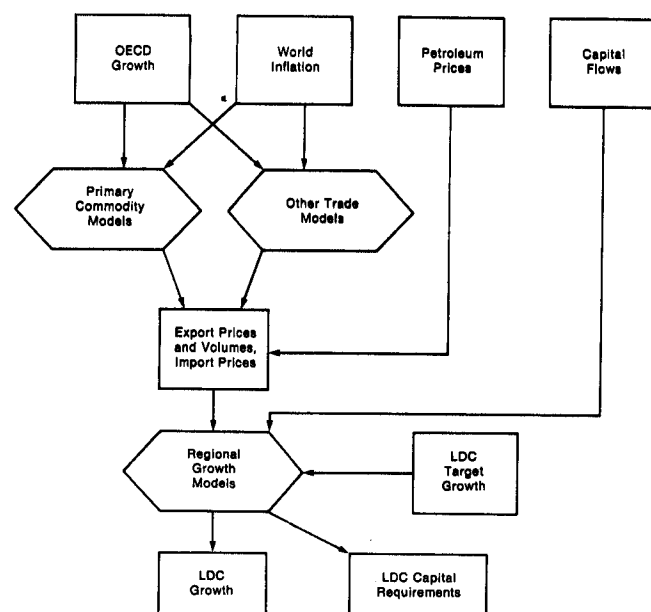 OECD
Growth
World
Inflation
Petroleum
Prices
Capital
Flows
Primary
Commodity
Models
Other Trade
Models
Export Prices
and Volumes,
Import Prices
Regional
Growth
Models
LDC
Target
Growth
LDC
Growth
LDC Capital
Requirements